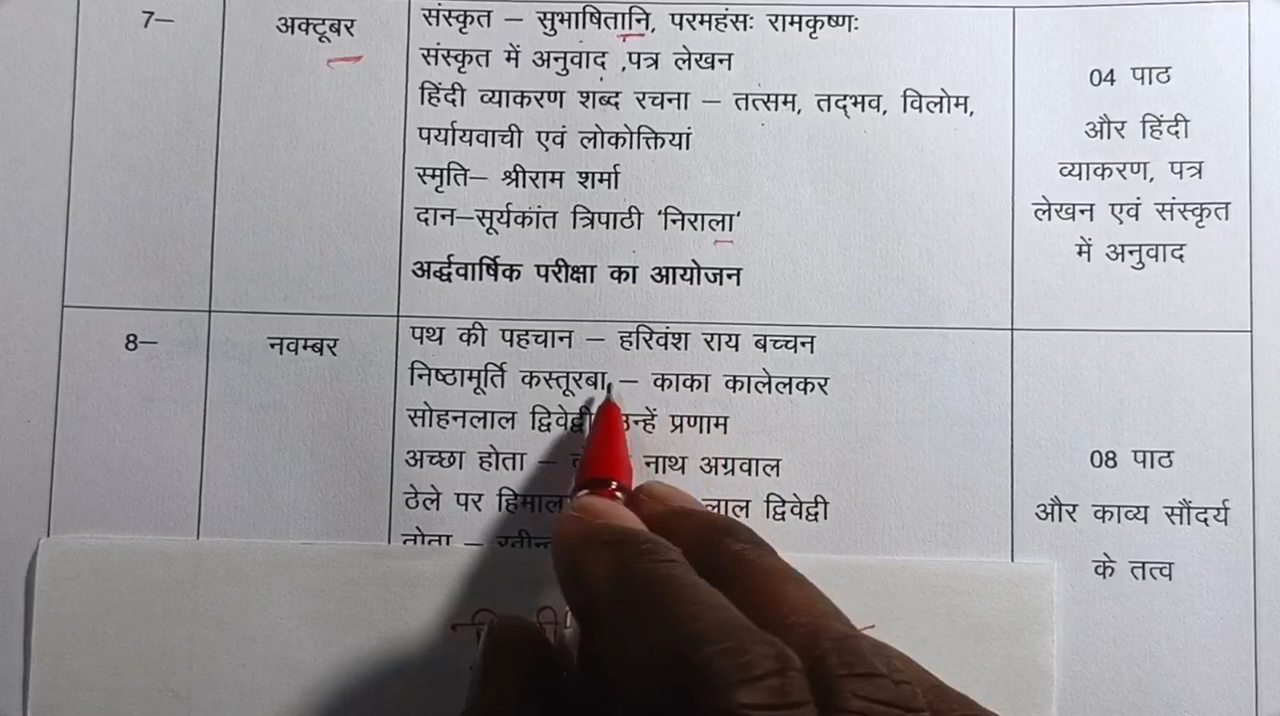 7–
अक्टूबर
संस्कृत – सुभाषितानि, परमहंसः रामकृष्णः
संस्कृत में अनुवाद ,पत्र लेखन
हिंदी व्याकरण शब्द रचना – तत्सम, तद्भव, विलोम,
पर्यायवाची एवं लोकोक्तियां
स्मृति– श्रीराम शर्मा
दान–सूर्यकांत त्रिपाठी 'निराला'
अर्द्धवार्षिक परीक्षा का आयोजन
04 पाठ
और हिंदी
व्याकरण, पत्र
लेखन एवं संस्कृत
में अनुवाद
8–
नवम्बर
पथ की पहचान – हरिवंश राय बच्चन
निष्ठामूर्ति कस्तूरबा – काका कालेलकर
सोहनलाल द्विवेदी उन्हें प्रणाम
अच्छा होता – नाथ अग्रवाल
ठेले पर लाल द्विवेदी
तोता –
08 पाठ
और काव्य सौंदर्य
के तत्व